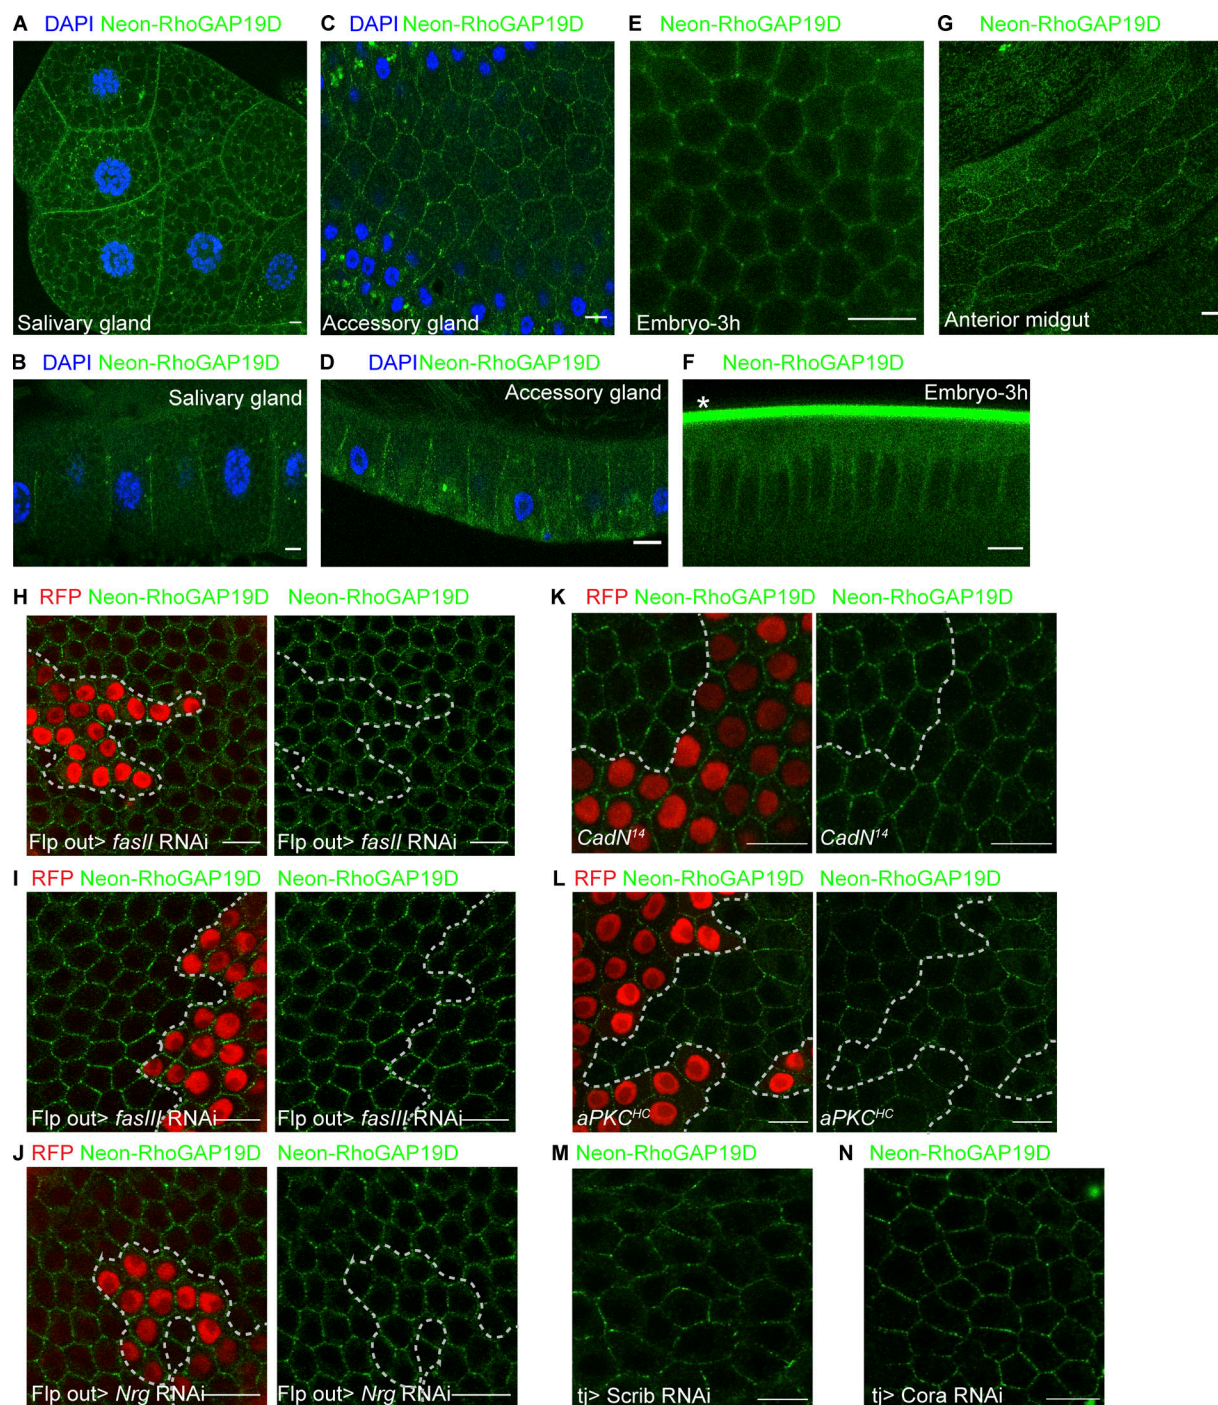 A DAPI Neon-RhoGAP19D
Salivary gland
C DAPI Neon-RhoGAP19D
Accessory gland
E Neon-RhoGAP19D
Embryo-3h
G Neon-RhoGAP19D
Anterior midgut
B DAPI Neon-RhoGAP19D
Salivary gland
D DAPI Neon-RhoGAP19D
Accessory gland
F Neon-RhoGAP19D
* Embryo-3h
H RFP Neon-RhoGAP19D Neon-RhoGAP19D
Flp out> fasII RNAi Flp out> fasII RNAi
K RFP Neon-RhoGAP19D Neon-RhoGAP19D
CadN¹⁴ CadN¹⁴
I RFP Neon-RhoGAP19D Neon-RhoGAP19D
Flp out> fasIII RNAi Flp out> fasIII RNAi
L RFP Neon-RhoGAP19D Neon-RhoGAP19D
aPKCᴴᶜ aPKCᴴᶜ
J RFP Neon-RhoGAP19D Neon-RhoGAP19D
Flp out> Nrg RNAi Flp out> Nrg RNAi
M Neon-RhoGAP19D
tj> Scrib RNAi
N Neon-RhoGAP19D
tj> Cora RNAi